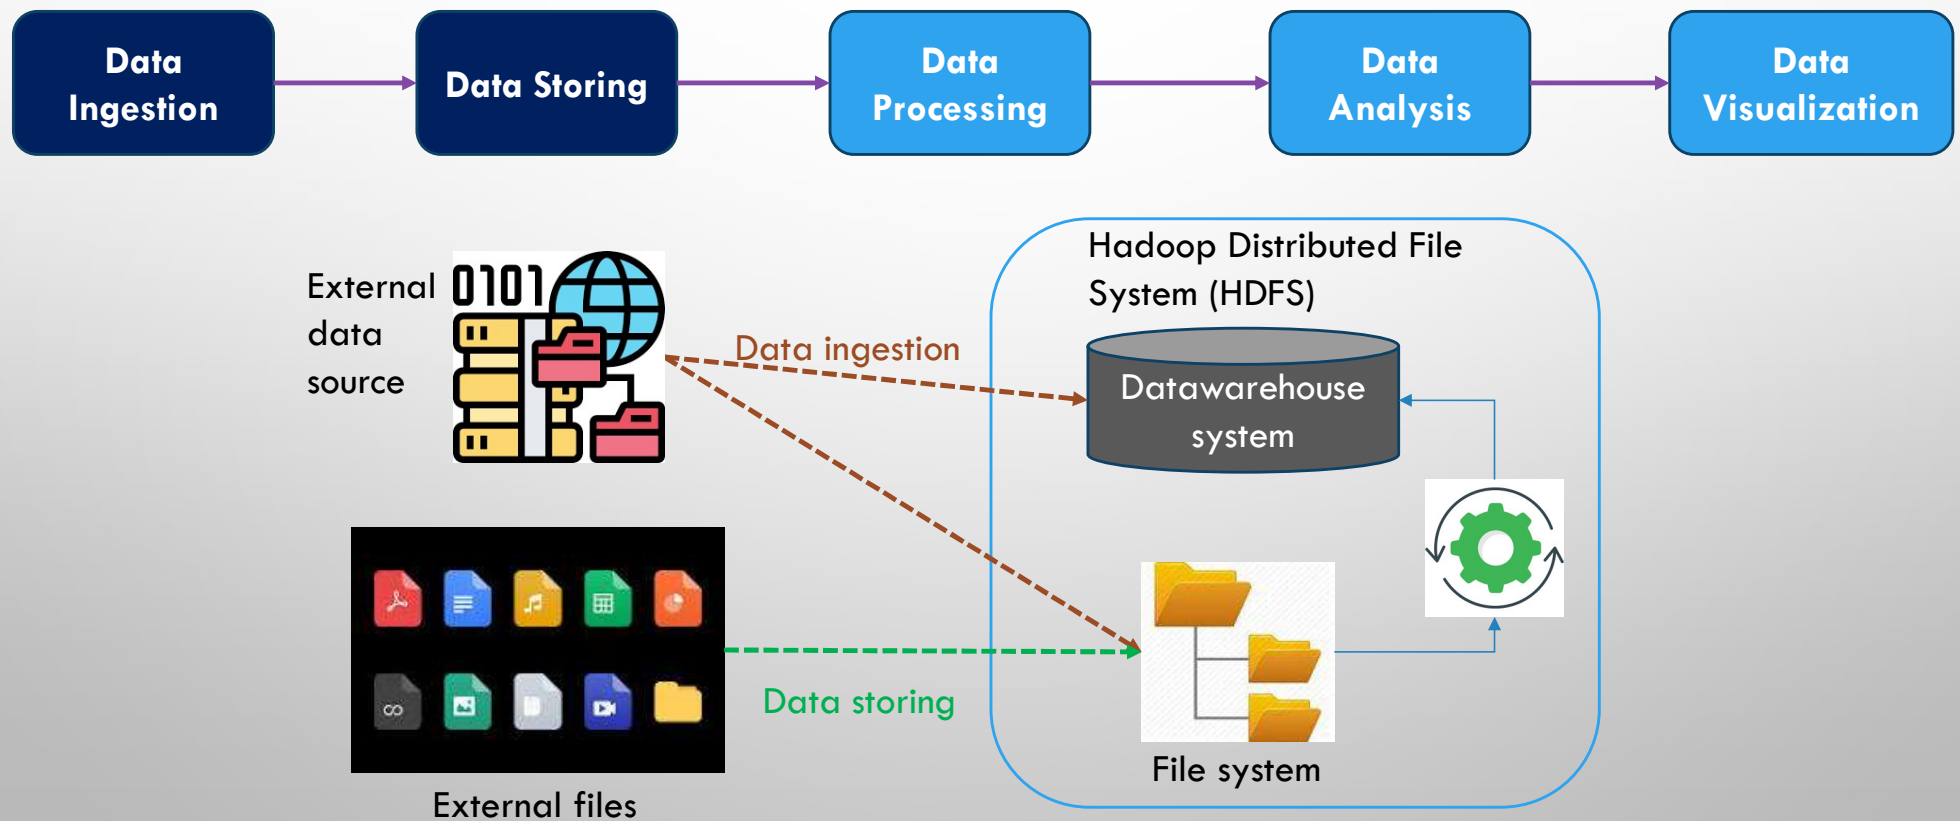 Data
Ingestion
Data Storing
Data
Processing
Data
Analysis
Data
Visualization
External
data
source
0101
Data ingestion
Hadoop Distributed File
System (HDFS)
Datawarehouse
system
Data storing
File system
External files